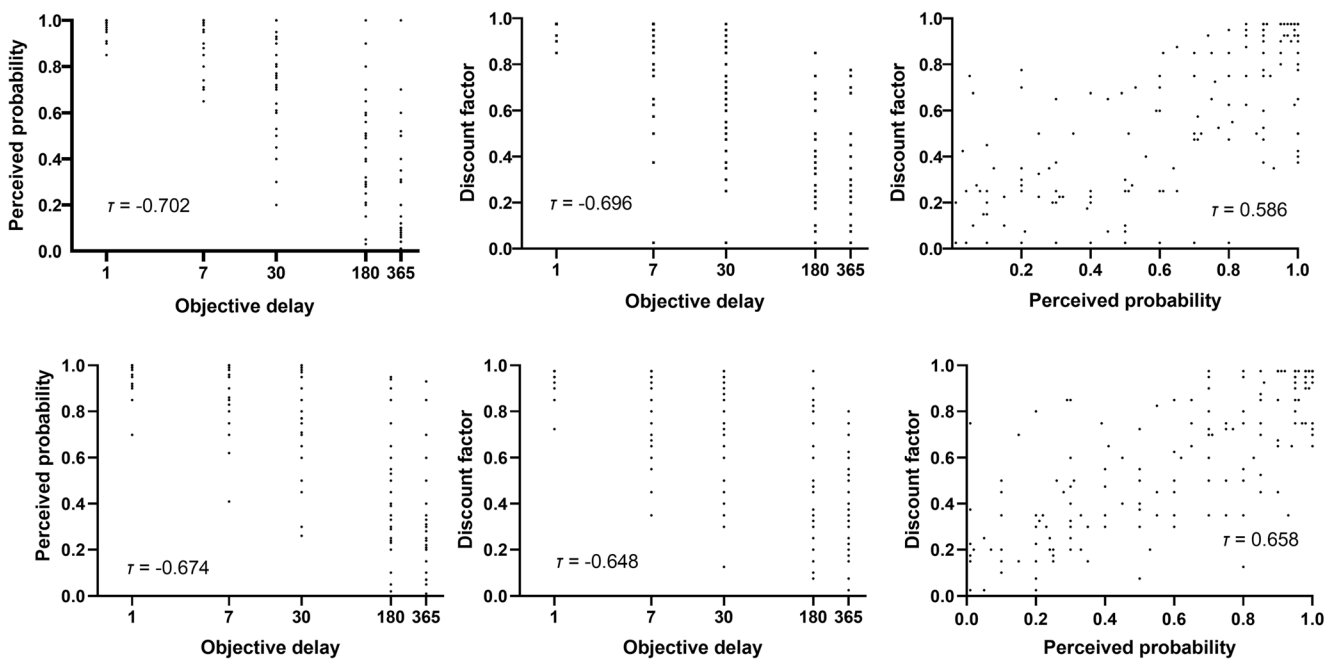 Perceived probability
1.0
0.8
0.6
0.4
0.2
0.0
τ = -0.702
1 7 30 180 365
Objective delay
Discount factor
1.0
0.8
0.6
0.4
0.2
0.0
τ = -0.696
1 7 30 180 365
Objective delay
Discount factor
1.0
0.8
0.6
0.4
0.2
0.0
τ = 0.586
0.2 0.4 0.6 0.8 1.0
Perceived probability
Perceived probability
1.0
0.8
0.6
0.4
0.2
0.0
τ = -0.674
1 7 30 180 365
Objective delay
Discount factor
1.0
0.8
0.6
0.4
0.2
0.0
τ = -0.648
1 7 30 180 365
Objective delay
Discount factor
1.0
0.8
0.6
0.4
0.2
0.0
τ = 0.658
0.0 0.2 0.4 0.6 0.8 1.0
Perceived probability